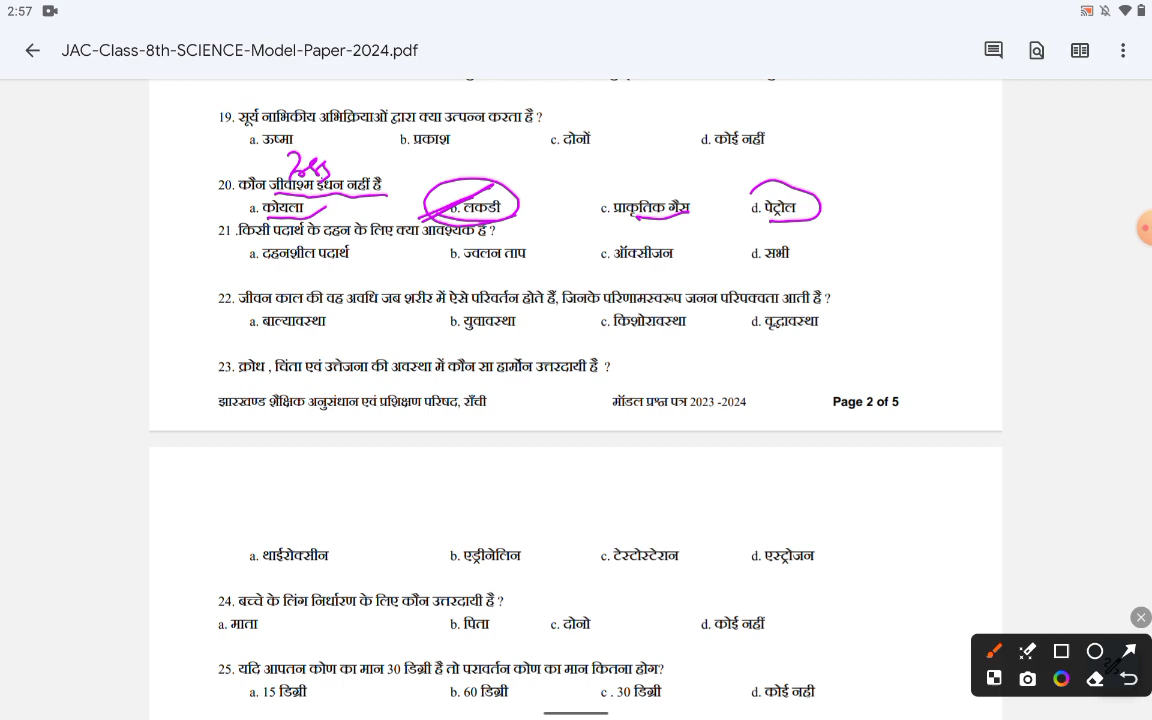 2:57
JAC-Class-8th-SCIENCE-Model-Paper-2024.pdf
19. सूर्य नाभिकीय अभिक्रियाओं द्वारा क्या उत्पन्न करता है ?
a. ऊष्मा b. प्रकाश c. दोनों d. कोई नहीं
20. कौन जीवाश्म इंधन नहीं है
a. कोयला b. लकडी c. प्राकृतिक गैस d. पेट्रोल
21 .किसी पदार्थ के दहन के लिए क्या आवश्यक है ?
a. दहनशील पदार्थ b. ज्वलन ताप c. ऑक्सीजन d. सभी
22. जीवन काल की वह अवधि जब शरीर में ऐसे परिवर्तन होते हैं, जिनके परिणामस्वरूप जनन परिपक्वता आती है ?
a. बाल्यावस्था b. युवावस्था c. किशोरावस्था d. वृद्धावस्था
23. क्रोध , चिंता एवं उत्तेजना की अवस्था में कौन सा हार्मोन उत्तरदायी है ?
झारखण्ड शैक्षिक अनुसंधान एवं प्रशिक्षण परिषद, राँची मॉडल प्रश्न पत्र 2023 -2024 Page 2 of 5
a. थाईरोक्सीन b. एड्रीनेलिन c. टेस्टोस्टेरान d. एस्ट्रोजन
24. बच्चे के लिंग निर्धारण के लिए कौन उत्तरदायी है ?
a. माता b. पिता c. दोनो d. कोई नहीं
25. यदि आपतन कोण का मान 30 डिग्री है तो परावर्तन कोण का मान कितना होग?
a. 15 डिग्री b. 60 डिग्री c . 30 डिग्री d. कोई नही